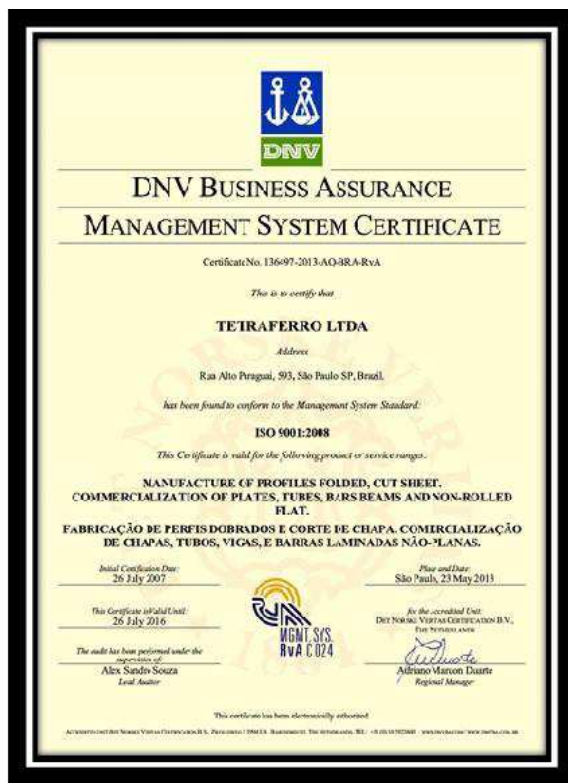 DNV
DNV BUSINESS ASSURANCE
MANAGEMENT SYSTEM CERTIFICATE
Certificate No. 136497-2013-AQ-BRA-RvA
This is to certify that
TETRAFERRO LTDA
Address
Rua Alto Paraguai, 593, São Paulo SP, Brazil.
has been found to conform to the Management System Standard:
ISO 9001:2008
This Certificate is valid for the following product or service ranges:
MANUFACTURE OF PROFILES FOLDED, CUT SHEET.
COMMERCIALIZATION OF PLATES, TUBES, BARS BEAMS AND NON-ROLLED
FLAT.
FABRICAÇÃO DE PERFIS DOBRADOS E CORTE DE CHAPA. COMERCIALIZAÇÃO
DE CHAPAS, TUBOS, VIGAS, E BARRAS LAMINADAS NÃO-PLANAS.
Initial Certification Date:
26 July 2007
Place and Date:
São Paulo, 23 May 2013
This Certificate is Valid Until:
26 July 2016
for the Accredited Unit:
DET NORSKE VERITAS CERTIFICATION B.V.,
THE NETHERLANDS
MGMT. SYS.
RvA C 024
The audit has been performed under the
supervision of:
Alex Sandro Souza
Lead Auditor
Adriano Marcon Duarte
Regional Manager
This certificate has been electronically authorized